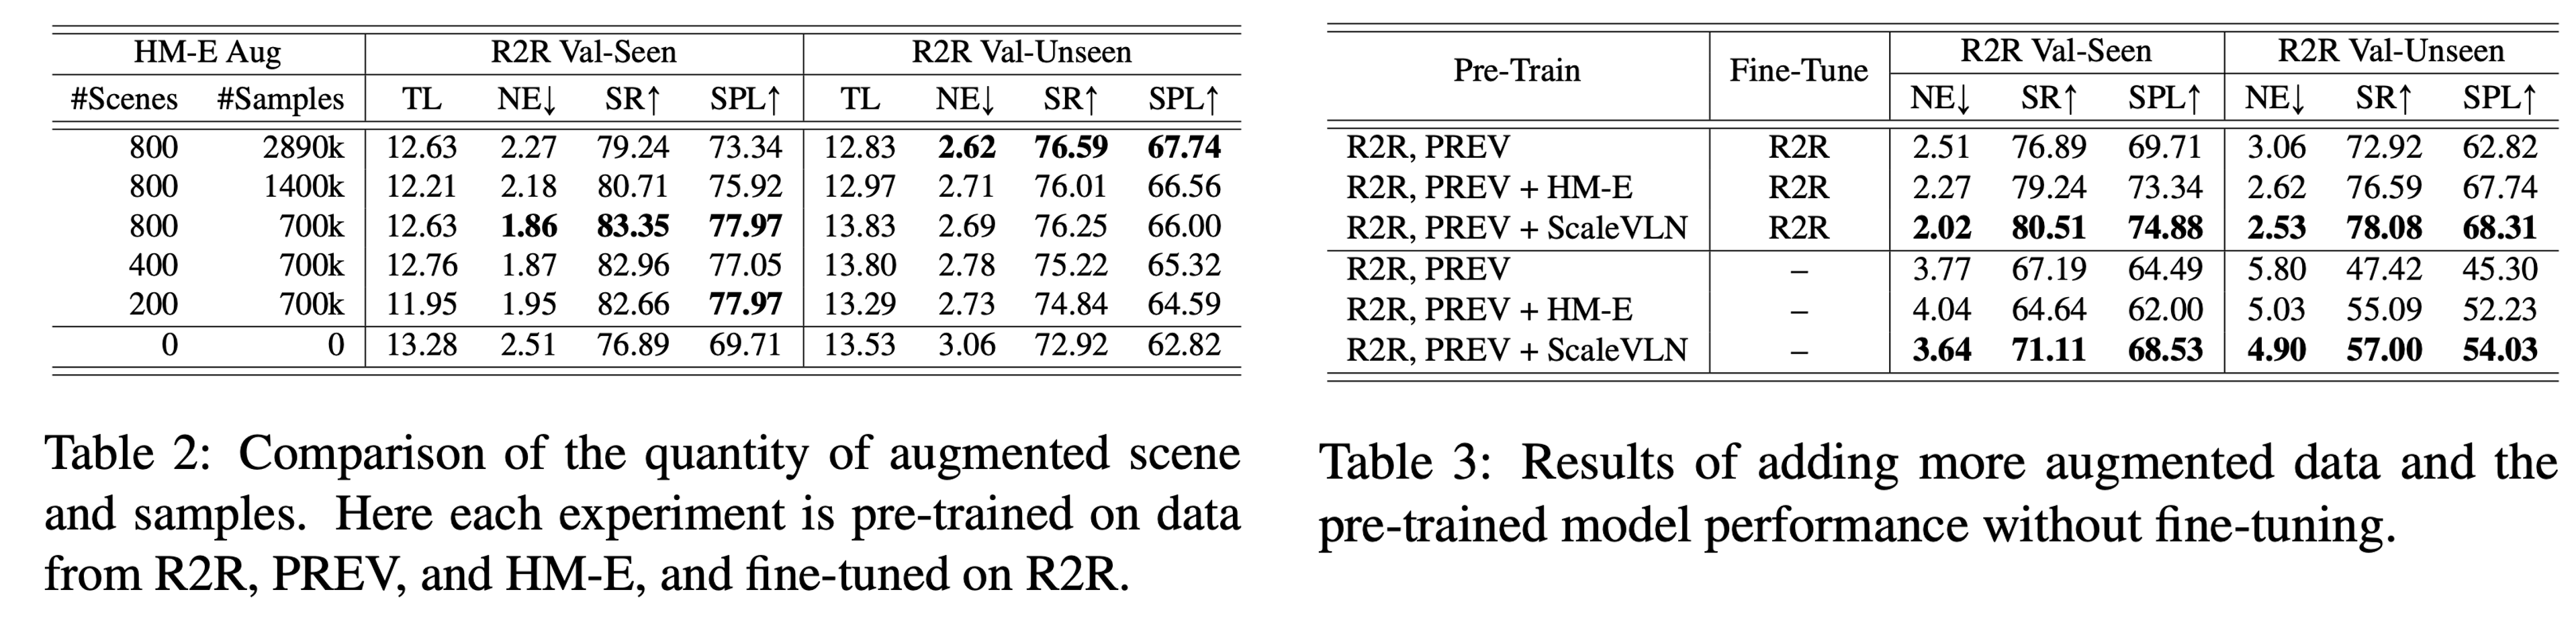 HM-E Aug R2R Val-Seen R2R Val-Unseen
#Scenes #Samples TL NE↓ SR↑ SPL↑ TL NE↓ SR↑ SPL↑
800 2890k 12.63 2.27 79.24 73.34 12.83 2.62 76.59 67.74
800 1400k 12.21 2.18 80.71 75.92 12.97 2.71 76.01 66.56
800 700k 12.63 1.86 83.35 77.97 13.83 2.69 76.25 66.00
400 700k 12.76 1.87 82.96 77.05 13.80 2.78 75.22 65.32
200 700k 11.95 1.95 82.66 77.97 13.29 2.73 74.84 64.59
0 0 13.28 2.51 76.89 69.71 13.53 3.06 72.92 62.82
Table 2: Comparison of the quantity of augmented scene
and samples. Here each experiment is pre-trained on data
from R2R, PREV, and HM-E, and fine-tuned on R2R.
Pre-Train Fine-Tune R2R Val-Seen R2R Val-Unseen
NE↓ SR↑ SPL↑ NE↓ SR↑ SPL↑
R2R, PREV R2R 2.51 76.89 69.71 3.06 72.92 62.82
R2R, PREV + HM-E R2R 2.27 79.24 73.34 2.62 76.59 67.74
R2R, PREV + ScaleVLN R2R 2.02 80.51 74.88 2.53 78.08 68.31
R2R, PREV – 3.77 67.19 64.49 5.80 47.42 45.30
R2R, PREV + HM-E – 4.04 64.64 62.00 5.03 55.09 52.23
R2R, PREV + ScaleVLN – 3.64 71.11 68.53 4.90 57.00 54.03
Table 3: Results of adding more augmented data and the
pre-trained model performance without fine-tuning.